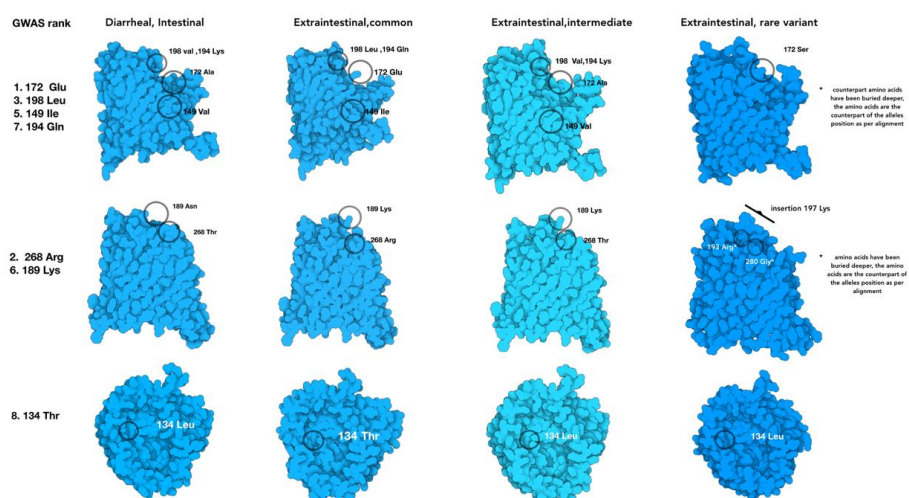 GWAS rank
Diarrheal, Intestinal
Extraintestinal,common
Extraintestinal,intermediate
Extraintestinal, rare variant
1. 172 Glu
3. 198 Leu
5. 149 Ile
7. 194 Gln
198 val ,194 Lys
172 Ala
149 Val
198 Leu ,194 Gln
172 Glu
149 Ile
198 Val,194 Lys
172 Ala
149 Val
172 Ser
* counterpart amino acids
have been buried deeper,
the amino acids are the
counterpart of the alleles
position as per alignment
2. 268 Arg
6. 189 Lys
189 Asn
268 Thr
189 Lys
268 Arg
189 Lys
268 Thr
insertion 197 Lys
193 Arg*
280 Gly*
* amino acids have been
buried deeper, the amino
acids are the counterpart of
the alleles position as per
alignment
8. 134 Thr
134 Leu
134 Thr
134 Leu
134 Leu